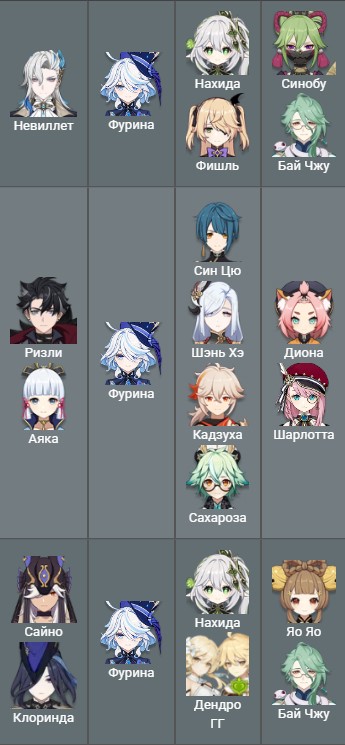 Невиллет
Фурина
Нахида
Фишль
Синобу
Бай Чжу
Ризли
Аяка
Фурина
Син Цю
Шэнь Хэ
Кадзуха
Сахароза
Диона
Шарлотта
Сайно
Клоринда
Фурина
Нахида
Дендро
ГГ
Яо Яо
Бай Чжу